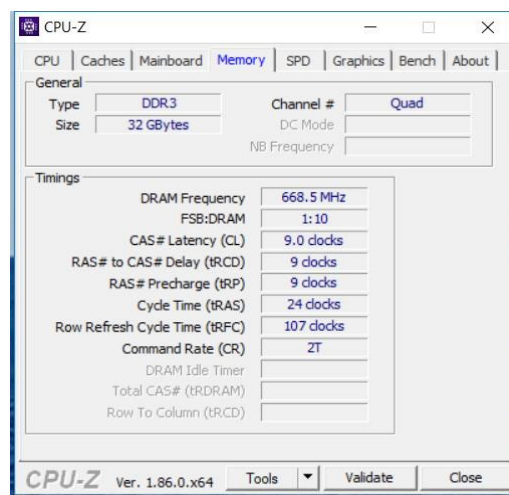 CPU-Z
CPU Caches Mainboard Memory SPD Graphics Bench About
General
Type DDR3 Channel # Quad
Size 32 GBytes DC Mode
NB Frequency
Timings
DRAM Frequency 668.5 MHz
FSB:DRAM 1:10
CAS# Latency (CL) 9.0 clocks
RAS# to CAS# Delay (tRCD) 9 clocks
RAS# Precharge (tRP) 9 clocks
Cycle Time (tRAS) 24 clocks
Row Refresh Cycle Time (tRFC) 107 clocks
Command Rate (CR) 2T
DRAM Idle Timer
Total CAS# (tRDRAM)
Row To Column (tRCD)
CPU-Z Ver. 1.86.0.x64 Tools Validate Close